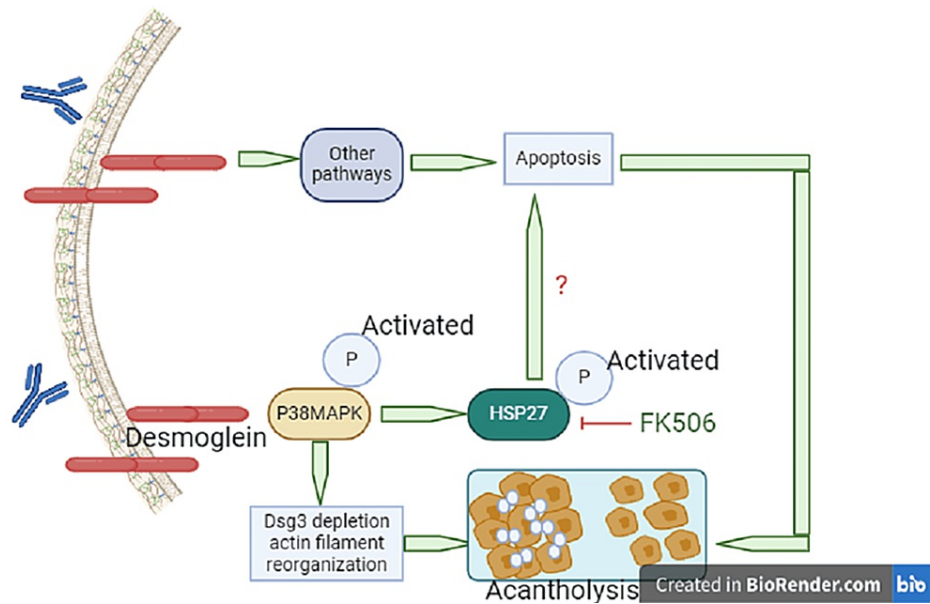 Other
pathways
Apoptosis
?
Activated
P
Activated
P
P38MAPK
HSP27
FK506
Desmoglein
Dsg3 depletion
actin filament
reorganization
Acantholysis
Created in BioRender.com bio